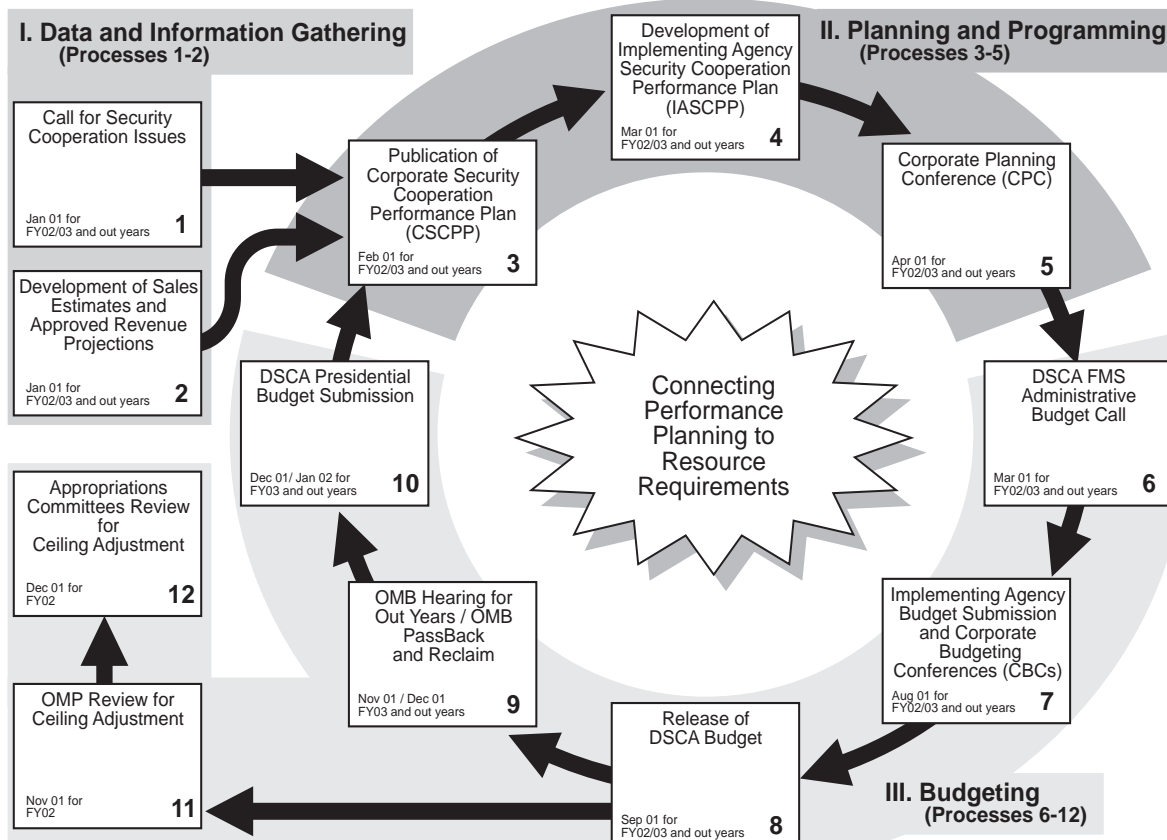 I. Data and Information Gathering
(Processes 1-2)
Call for Security
Cooperation Issues
Jan 01 for
FY02/03 and out years
1
Development of Sales
Estimates and
Approved Revenue
Projections
Jan 01 for
FY02/03 and out years
2
II. Planning and Programming
(Processes 3-5)
Publication of
Corporate Security
Cooperation
Performance Plan
(CSCPP)
Feb 01 for
FY02/03 and out years
3
Development of
Implementing Agency
Security Cooperation
Performance Plan
(IASCPP)
Mar 01 for
FY02/03 and out years
4
Corporate Planning
Conference (CPC)
Apr 01 for
FY02/03 and out years
5
Connecting
Performance
Planning to
Resource
Requirements
DSCA FMS
Administrative
Budget Call
Mar 01 for
FY02/03 and out years
6
Implementing Agency
Budget Submission
and Corporate
Budgeting
Conferences (CBCs)
Aug 01 for
FY02/03 and out years
7
Release of
DSCA Budget
Sep 01 for
FY02/03 and out years
8
OMB Hearing for
Out Years / OMB
PassBack
and Reclaim
Nov 01 / Dec 01
FY03 and out years
9
DSCA Presidential
Budget Submission
Dec 01/ Jan 02 for
FY03 and out years
10
OMP Review for
Ceiling Adjustment
Nov 01 for
FY02
11
Appropriations
Committees Review
for
Ceiling Adjustment
Dec 01 for
FY02
12
III. Budgeting
(Processes 6-12)